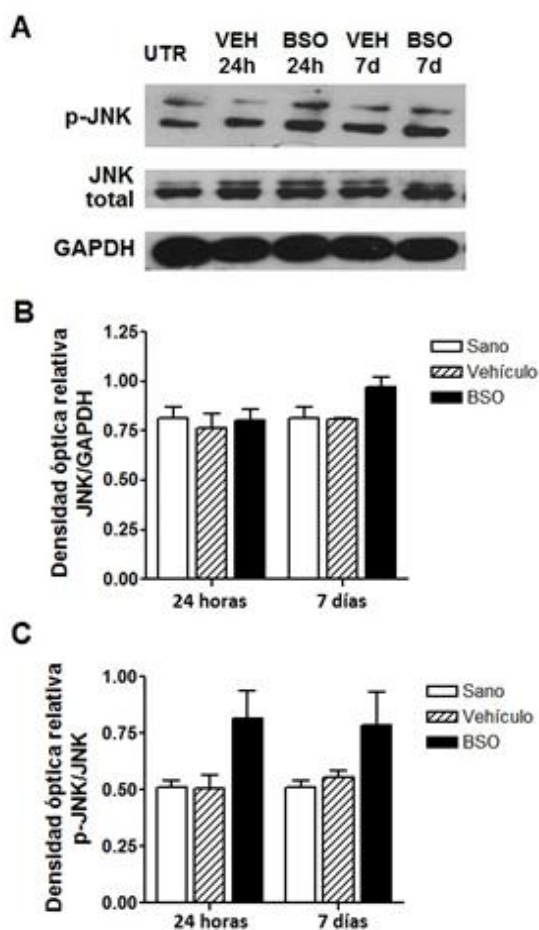 A
UTR VEH 24h BSO 24h VEH 7d BSO 7d
p-JNK
JNK total
GAPDH
B
Densidad óptica relativa
JNK/GAPDH
1.25
1.00
0.75
0.50
0.25
0.00
24 horas 7 días
Sano
Vehículo
BSO
C
Densidad óptica relativa
p-JNK/JNK
1.00
0.75
0.50
0.25
0.00
24 horas 7 días
Sano
Vehículo
BSO